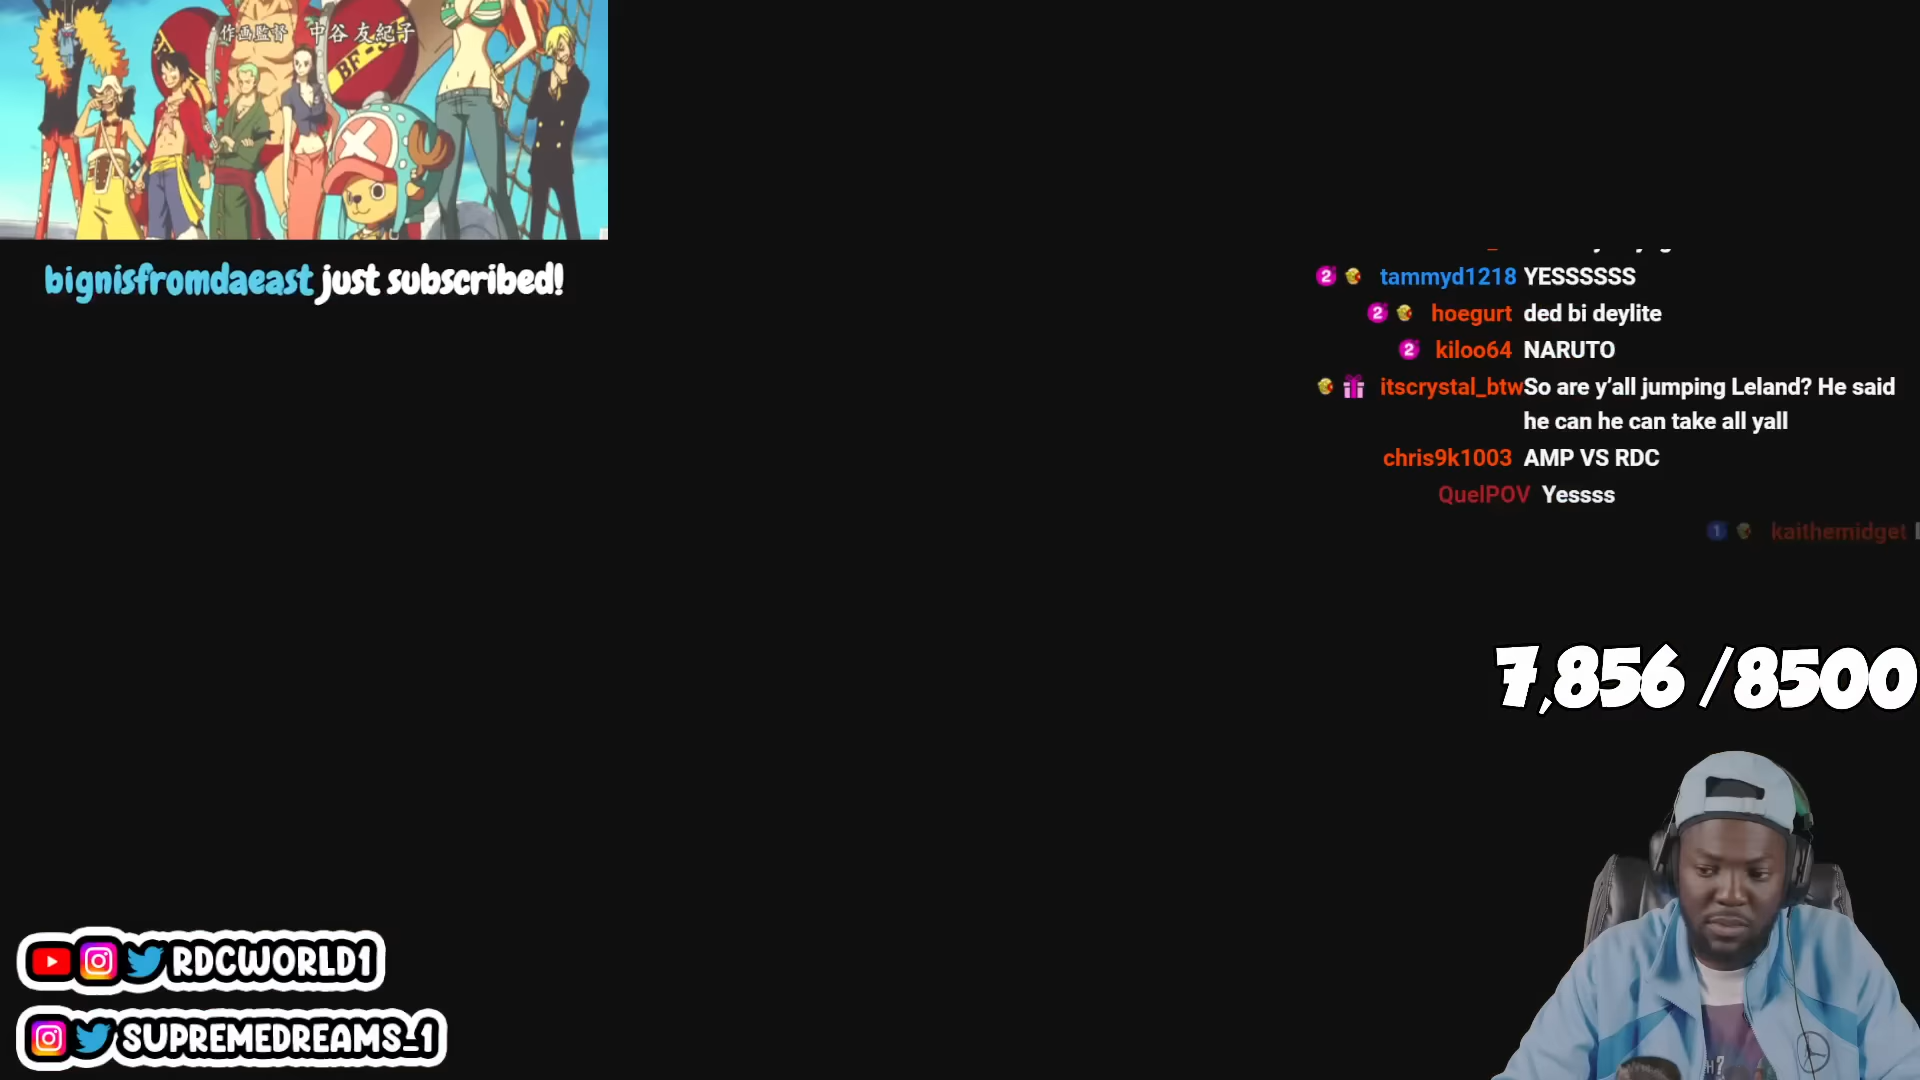 作画監督 中谷 友紀子
BF-
bignisfromdaeast just subscribed!
tammyd1218 YESSSSSS
hoegurt ded bi deylite
kiloo64 NARUTO
itscrystal_btw So are y’all jumping Leland? He said
he can he can take all yall
chris9k1003 AMP VS RDC
QuelPOV Yessss
kaithemidget
7,856 /8500
RDCWORLD1
SUPREMEDREAMS_1